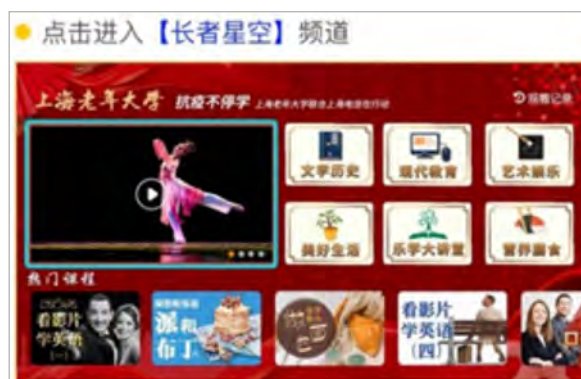 点击进入【长者星空】频道
上海老年大学 抗疫不停学 上海老年大学联合上海电信在行动
观看记录
文学历史
现代教育
艺术娱乐
美好生活
乐学大讲堂
营养膳食
热门课程
看影片
学英语
（一）
派和
布丁
看影片
学英语
（四）